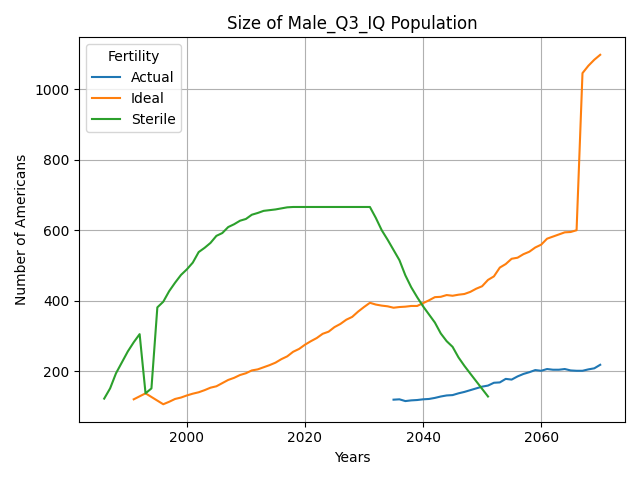 Size of Male_Q3_IQ Population
Fertility
Actual
Ideal
Sterile
Number of Americans
1000
800
600
400
200
2000
2020
2040
2060
Years